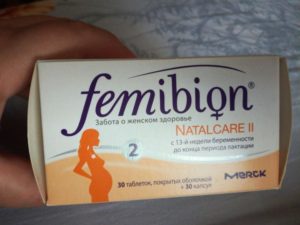 femibion®
Забота о женском здоровье
NATALCARE II
с 13-й недели беременности
до конца периода лактации
2
30 таблеток, покрытых оболочкой
+ 30 капсул
MERCK